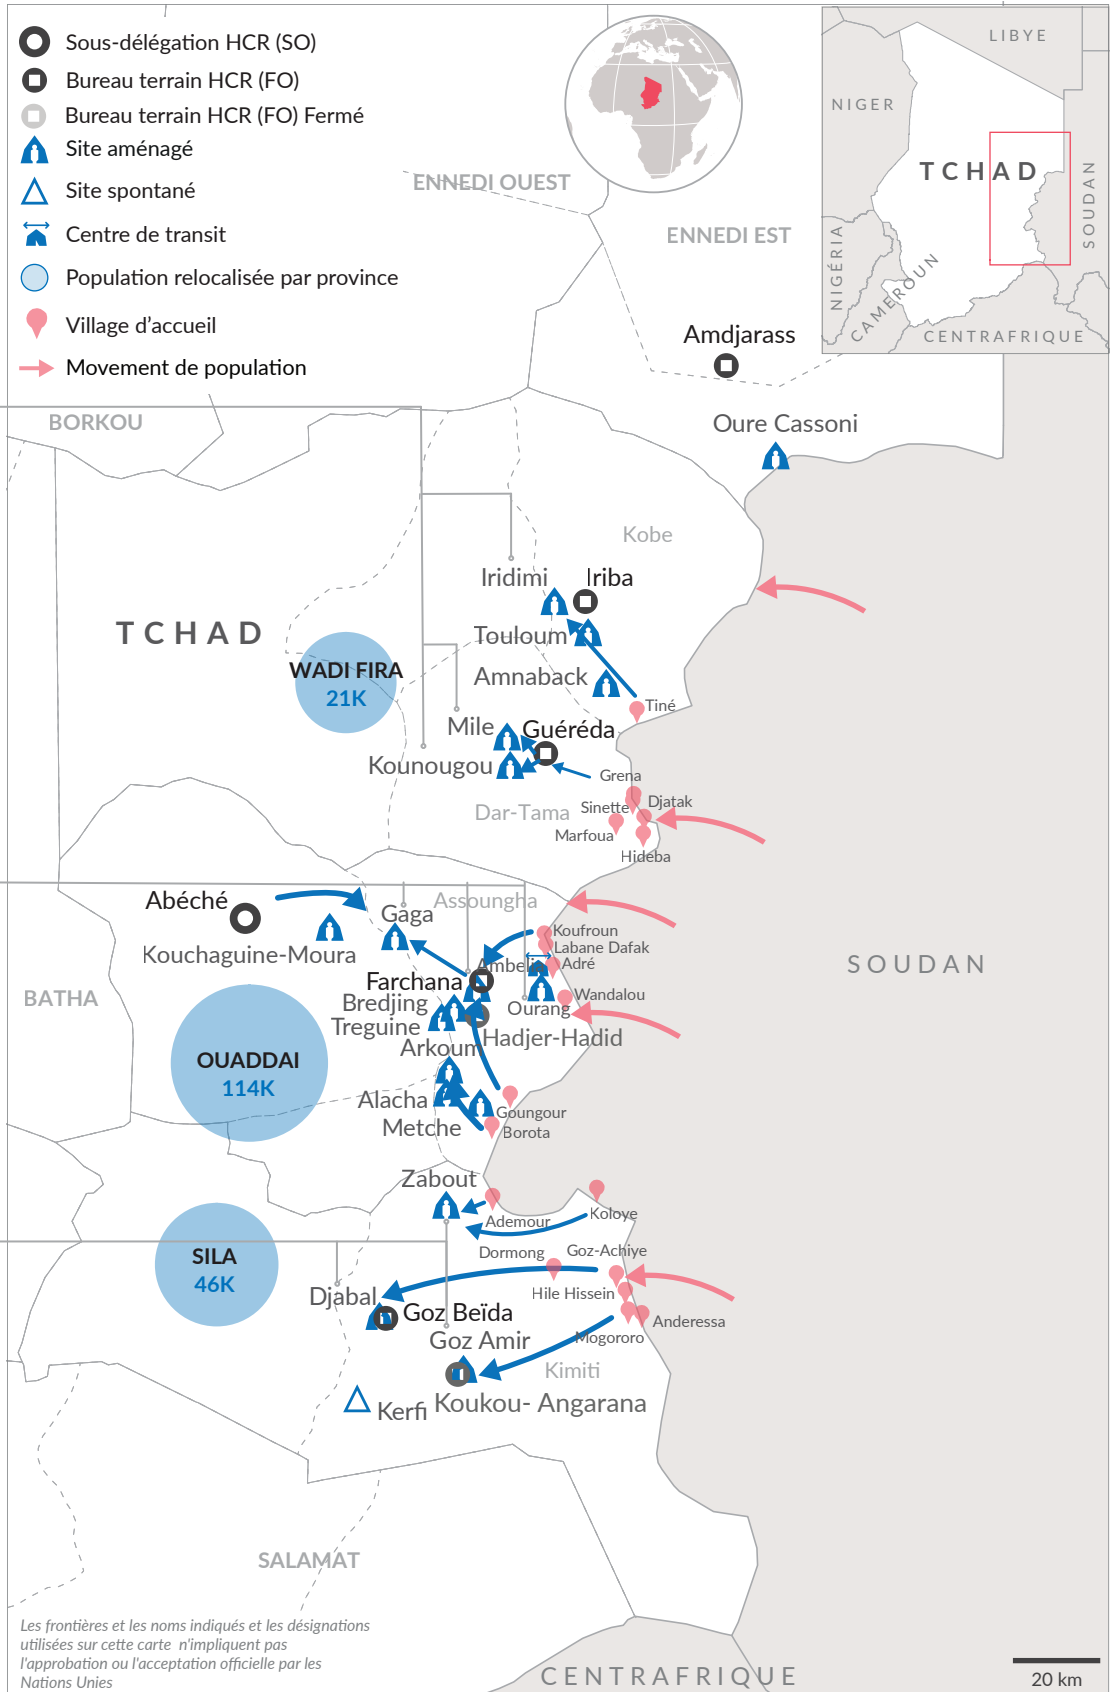 Sous-délégation HCR (SO)
Bureau terrain HCR (FO)
Bureau terrain HCR (FO) Fermé
Site aménagé
Site spontané
Centre de transit
Population relocalisée par province
Village d'accueil
Movement de population
LIBYE
NIGER
TCHAD
SOUDAN
NIGÉRIA
CAMEROUN
CENTRAFRIQUE
ENNEDI OUEST
ENNEDI EST
Amdjarass
Oure Cassoni
BORKOU
Kobe
Iridimi
Iriba
TCHAD
Touloum
WADI FIRA
21K
Amnaback
Tiné
Mile
Guéréda
Kounougou
Grena
Sinette
Djatak
Dar-Tama
Marfoua
Hideba
Abéché
Assoungha
Gaga
Koufroun
Labane Dafak
Kouchaguine-Moura
Ambelia
Adré
SOUDAN
Farchana
BATHA
Bredjing
Wandalou
Ourang
Treguine
Hadjer-Hadid
Arkoum
OUADDAI
114K
Alacha
Goungour
Metche
Borota
Zabout
Ademour
Koloye
Dormong
Goz-Achiye
SILA
46K
Djabal
Hile Hissein
Goz Beïda
Anderessa
Mogororo
Goz Amir
Kimiti
Kerfi
Koukou- Angarana
SALAMAT
Les frontières et les noms indiqués et les désignations
utilisées sur cette carte n'impliquent pas
l'approbation ou l'acceptation officielle par les
Nations Unies
CENTRAFRIQUE
20 km